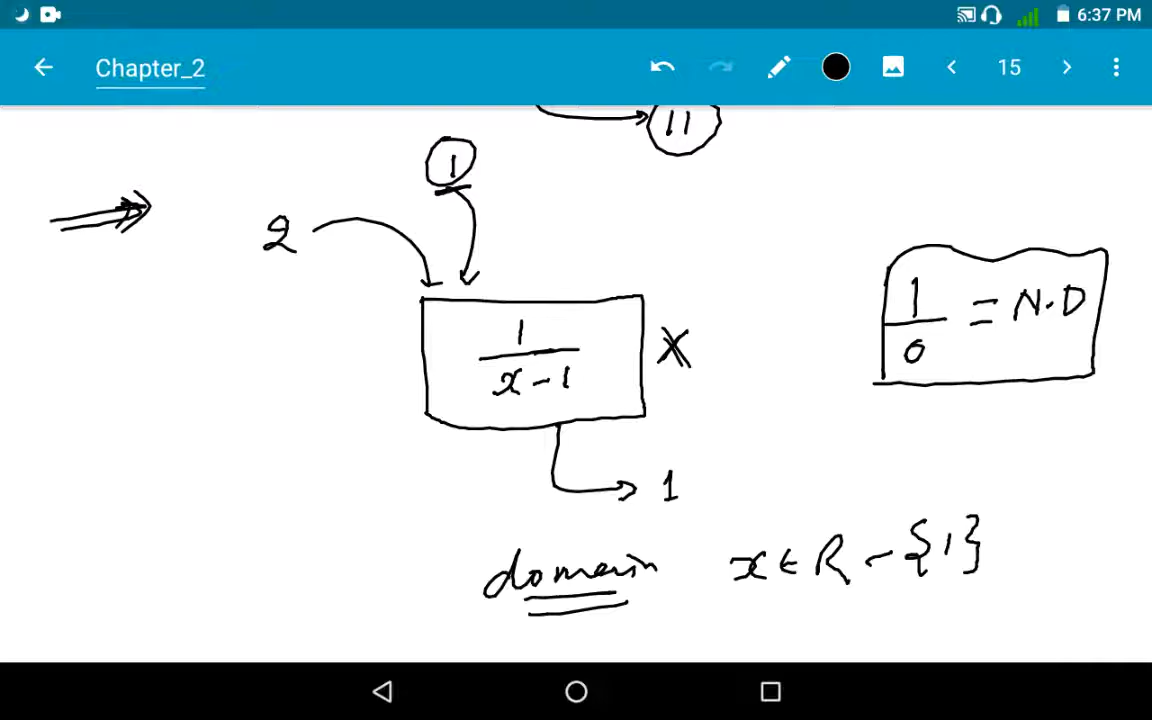 6:37 PM
Chapter_2 15
11
1
2
1
x-1
1
0
= N.D
1
domain x ∈ R - {1}